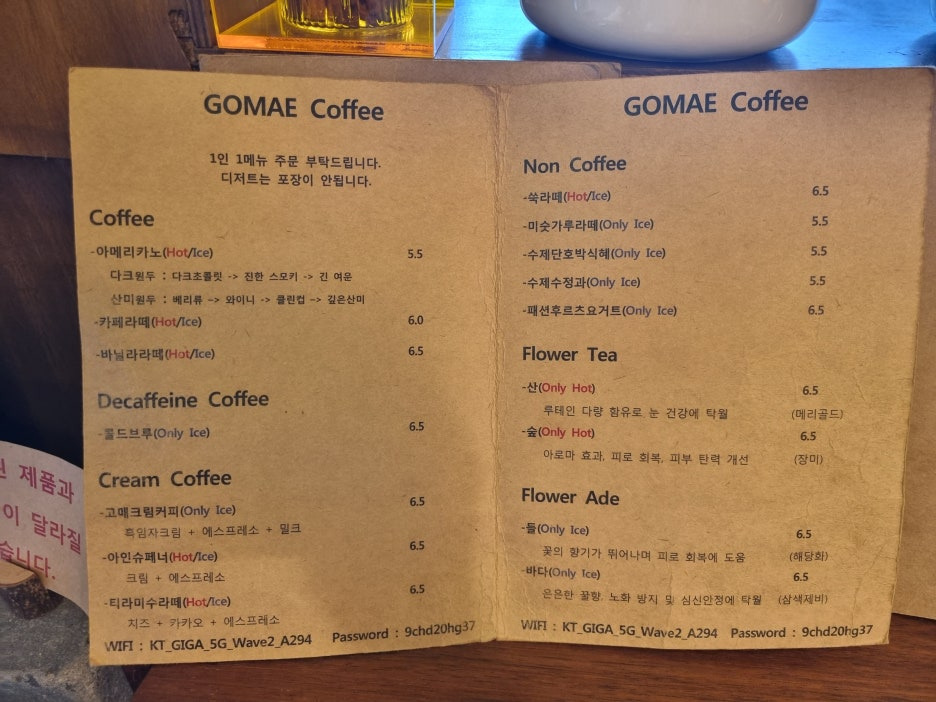 GOMAE Coffee
1인 1메뉴 주문 부탁드립니다.
디저트는 포장이 안됩니다.
Coffee
-아메리카노(Hot/Ice) 5.5
다크원두 : 다크초콜릿 -> 진한 스모키 -> 긴 여운
산미원두 : 베리류 -> 와이니 -> 클린컵 -> 깊은산미
-카페라떼(Hot/Ice) 6.0
-바닐라라떼(Hot/Ice) 6.5
Decaffeine Coffee
-콜드브루(Only Ice) 6.5
Cream Coffee
-고매크림커피(Only Ice) 6.5
흑임자크림 + 에스프레소 + 밀크
-아인슈페너(Hot/Ice) 6.5
크림 + 에스프레소
-티라미수라떼(Hot/Ice) 6.5
치즈 + 카카오 + 에스프레소
WIFI : KT_GIGA_5G_Wave2_A294 Password : 9chd20hg37
GOMAE Coffee
Non Coffee
-쑥라떼(Hot/Ice) 6.5
-미숫가루라떼(Only Ice) 5.5
-수제단호박식혜(Only Ice) 5.5
-수제수정과(Only Ice) 5.5
-패션후르츠요거트(Only Ice) 6.5
Flower Tea
-산(Only Hot) 6.5
루테인 다량 함유로 눈 건강에 탁월 (메리골드)
-숲(Only Hot) 6.5
아로마 효과, 피로 회복, 피부 탄력 개선 (장미)
Flower Ade
-들(Only Ice) 6.5
꽃의 향기가 뛰어나며 피로 회복에 도움 (해당화)
-바다(Only Ice) 6.5
은은한 꿀향, 노화 방지 및 심신안정에 탁월 (삼색제비)
WIFI : KT_GIGA_5G_Wave2_A294 Password : 9chd20hg37
제품과
이 달라질
습니다.